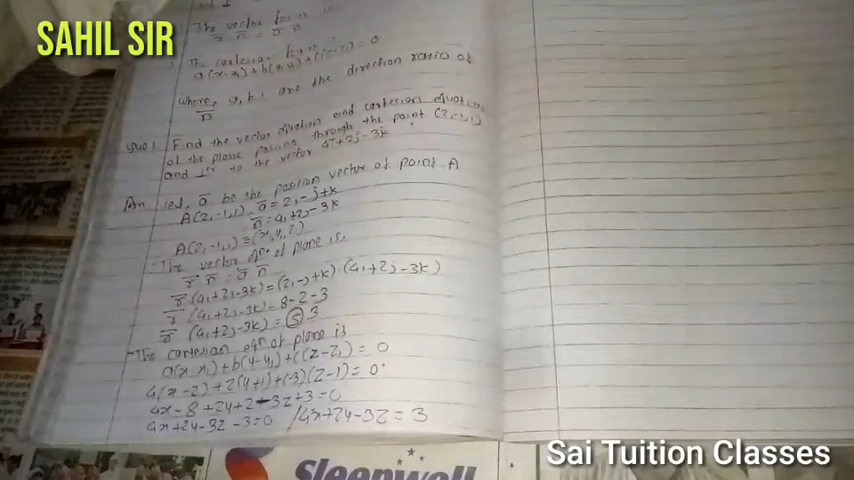 SAHIL SIR
The vector form
r̅.n̅ = a̅.n̅
The cartesian form
a(x-x₁)+b(y-y₁)+c(z-z₁)=0
where, a, b, c are the direction ratio of
n̅
Que 1 Find the vector equation and cartesian equation
of the plane passing through the point (2,-1,1)
and ⊥r to the vector 4i+2j-3k
Ans let, a̅ be the position vector of point A
A(2,-1,1), a̅ = 2i-j+k
n̅ = 4i+2j-3k
A(2,-1,1) ≡ (x₁,y₁,z₁)
The vector eqn of plane is,
r̅.n̅ = a̅.n̅
r̅ (4i+2j-3k) = (2i-j+k).(4i+2j-3k)
r̅ (4i+2j-3k) = 8-2-3
r̅ (4i+2j-3k) = 3
The cartesian eqn of plane is
a(x-x₁)+b(y-y₁)+c(z-z₁)=0
4(x-2)+2(y+1)+(-3)(z-1)=0
4x-8+2y+2-3z+3=0
4x+2y-3z-3=0 /4x+2y-3z=3
Sleepwell
Sai Tuition Classes